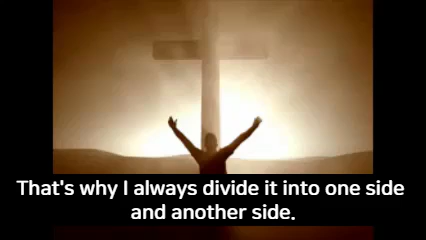 That's why I always divide it into one side
and another side.